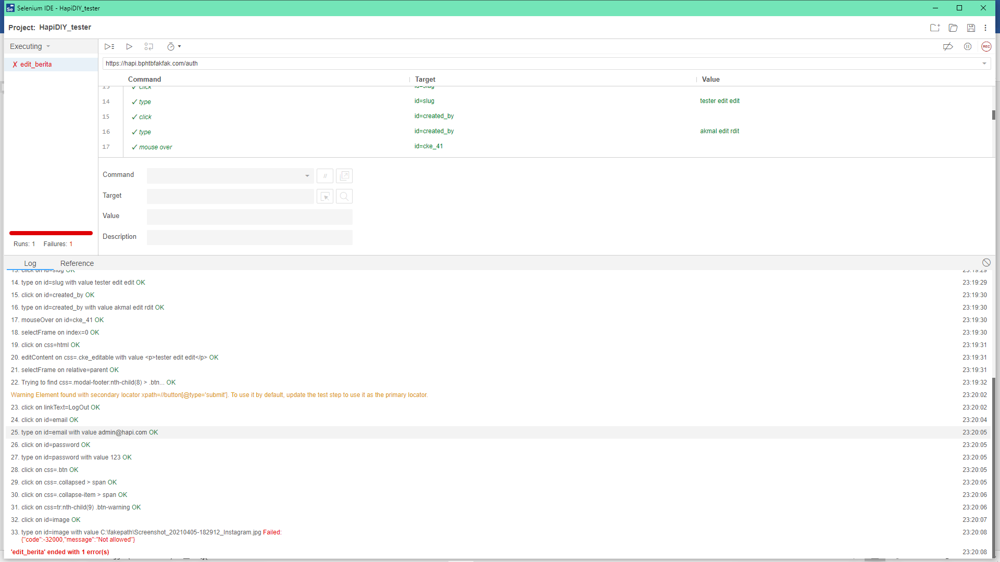 Selenium IDE - HapiDIY_tester
Project: HapiDIY_tester
Executing
REC
X edit_berita
https://hapi.bphtbfakfak.com/auth
Command Target Value
13 ✓ click id=slug
14 ✓ type id=slug tester edit edit
15 ✓ click id=created_by
16 ✓ type id=created_by akmal edit rdit
17 ✓ mouse over id=cke_41
Command //
Target
Value
Description
Runs: 1 Failures: 1
Log Reference
13. click on id=slug OK 23:19:29
14. type on id=slug with value tester edit edit OK 23:19:29
15. click on id=created_by OK 23:19:30
16. type on id=created_by with value akmal edit rdit OK 23:19:30
17. mouseOver on id=cke_41 OK 23:19:30
18. selectFrame on index=0 OK 23:19:30
19. click on css=html OK 23:19:31
20. editContent on css=.cke_editable with value <p>tester edit edit</p> OK 23:19:31
21. selectFrame on relative=parent OK 23:19:31
22. Trying to find css=.modal-footer:nth-child(8) > .btn... OK 23:19:32
Warning Element found with secondary locator xpath=//button[@type='submit']. To use it by default, update the test step to use it as the primary locator. 23:20:02
23. click on linkText=LogOut OK 23:20:02
24. click on id=email OK 23:20:04
25. type on id=email with value admin@hapi.com OK 23:20:05
26. click on id=password OK 23:20:05
27. type on id=password with value 123 OK 23:20:05
28. click on css=.btn OK 23:20:05
29. click on css=.collapsed > span OK 23:20:05
30. click on css=.collapse-item > span OK 23:20:06
31. click on css=tr:nth-child(9) .btn-warning OK 23:20:06
32. click on id=image OK 23:20:07
33. type on id=image with value C:\fakepath\Screenshot_20210405-182912_Instagram.jpg Failed: 23:20:08
{"code":-32000,"message":"Not allowed"}
'edit_berita' ended with 1 error(s) 23:20:08